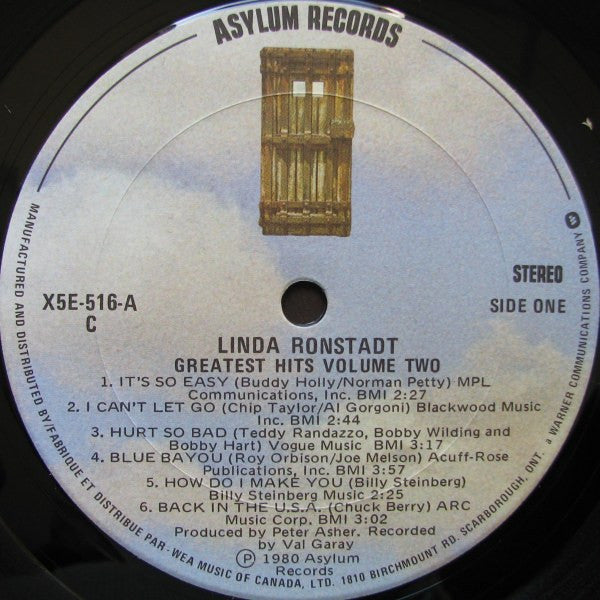 ASYLUM RECORDS
STEREO
X5E-516-A
C
SIDE ONE
LINDA RONSTADT
GREATEST HITS VOLUME TWO
1. IT'S SO EASY (Buddy Holly/Norman Petty) MPL
Communications, Inc. BMI 2:27
2. I CAN'T LET GO (Chip Taylor/Al Gorgoni) Blackwood Music
Inc. BMI 2:44
3. HURT SO BAD (Teddy Randazzo, Bobby Wilding and
Bobby Hart) Vogue Music BMI 3:17
4. BLUE BAYOU (Roy Orbison/Joe Melson) Acuff-Rose
Publications, Inc. BMI 3:57
5. HOW DO I MAKE YOU (Billy Steinberg)
Billy Steinberg Music 2:25
6. BACK IN THE U.S.A. (Chuck Berry) ARC
Music Corp. BMI 3:02
Produced by Peter Asher. Recorded
by Val Garay
Ⓟ 1980 Asylum
Records
MANUFACTURED AND DISTRIBUTED BY/FABRIQUE ET DISTRIBUE PAR-WEA MUSIC OF CANADA, LTD. 1810 BIRCHMOUNT RD. SCARBOROUGH, ONT. a WARNER COMMUNICATIONS COMPANY